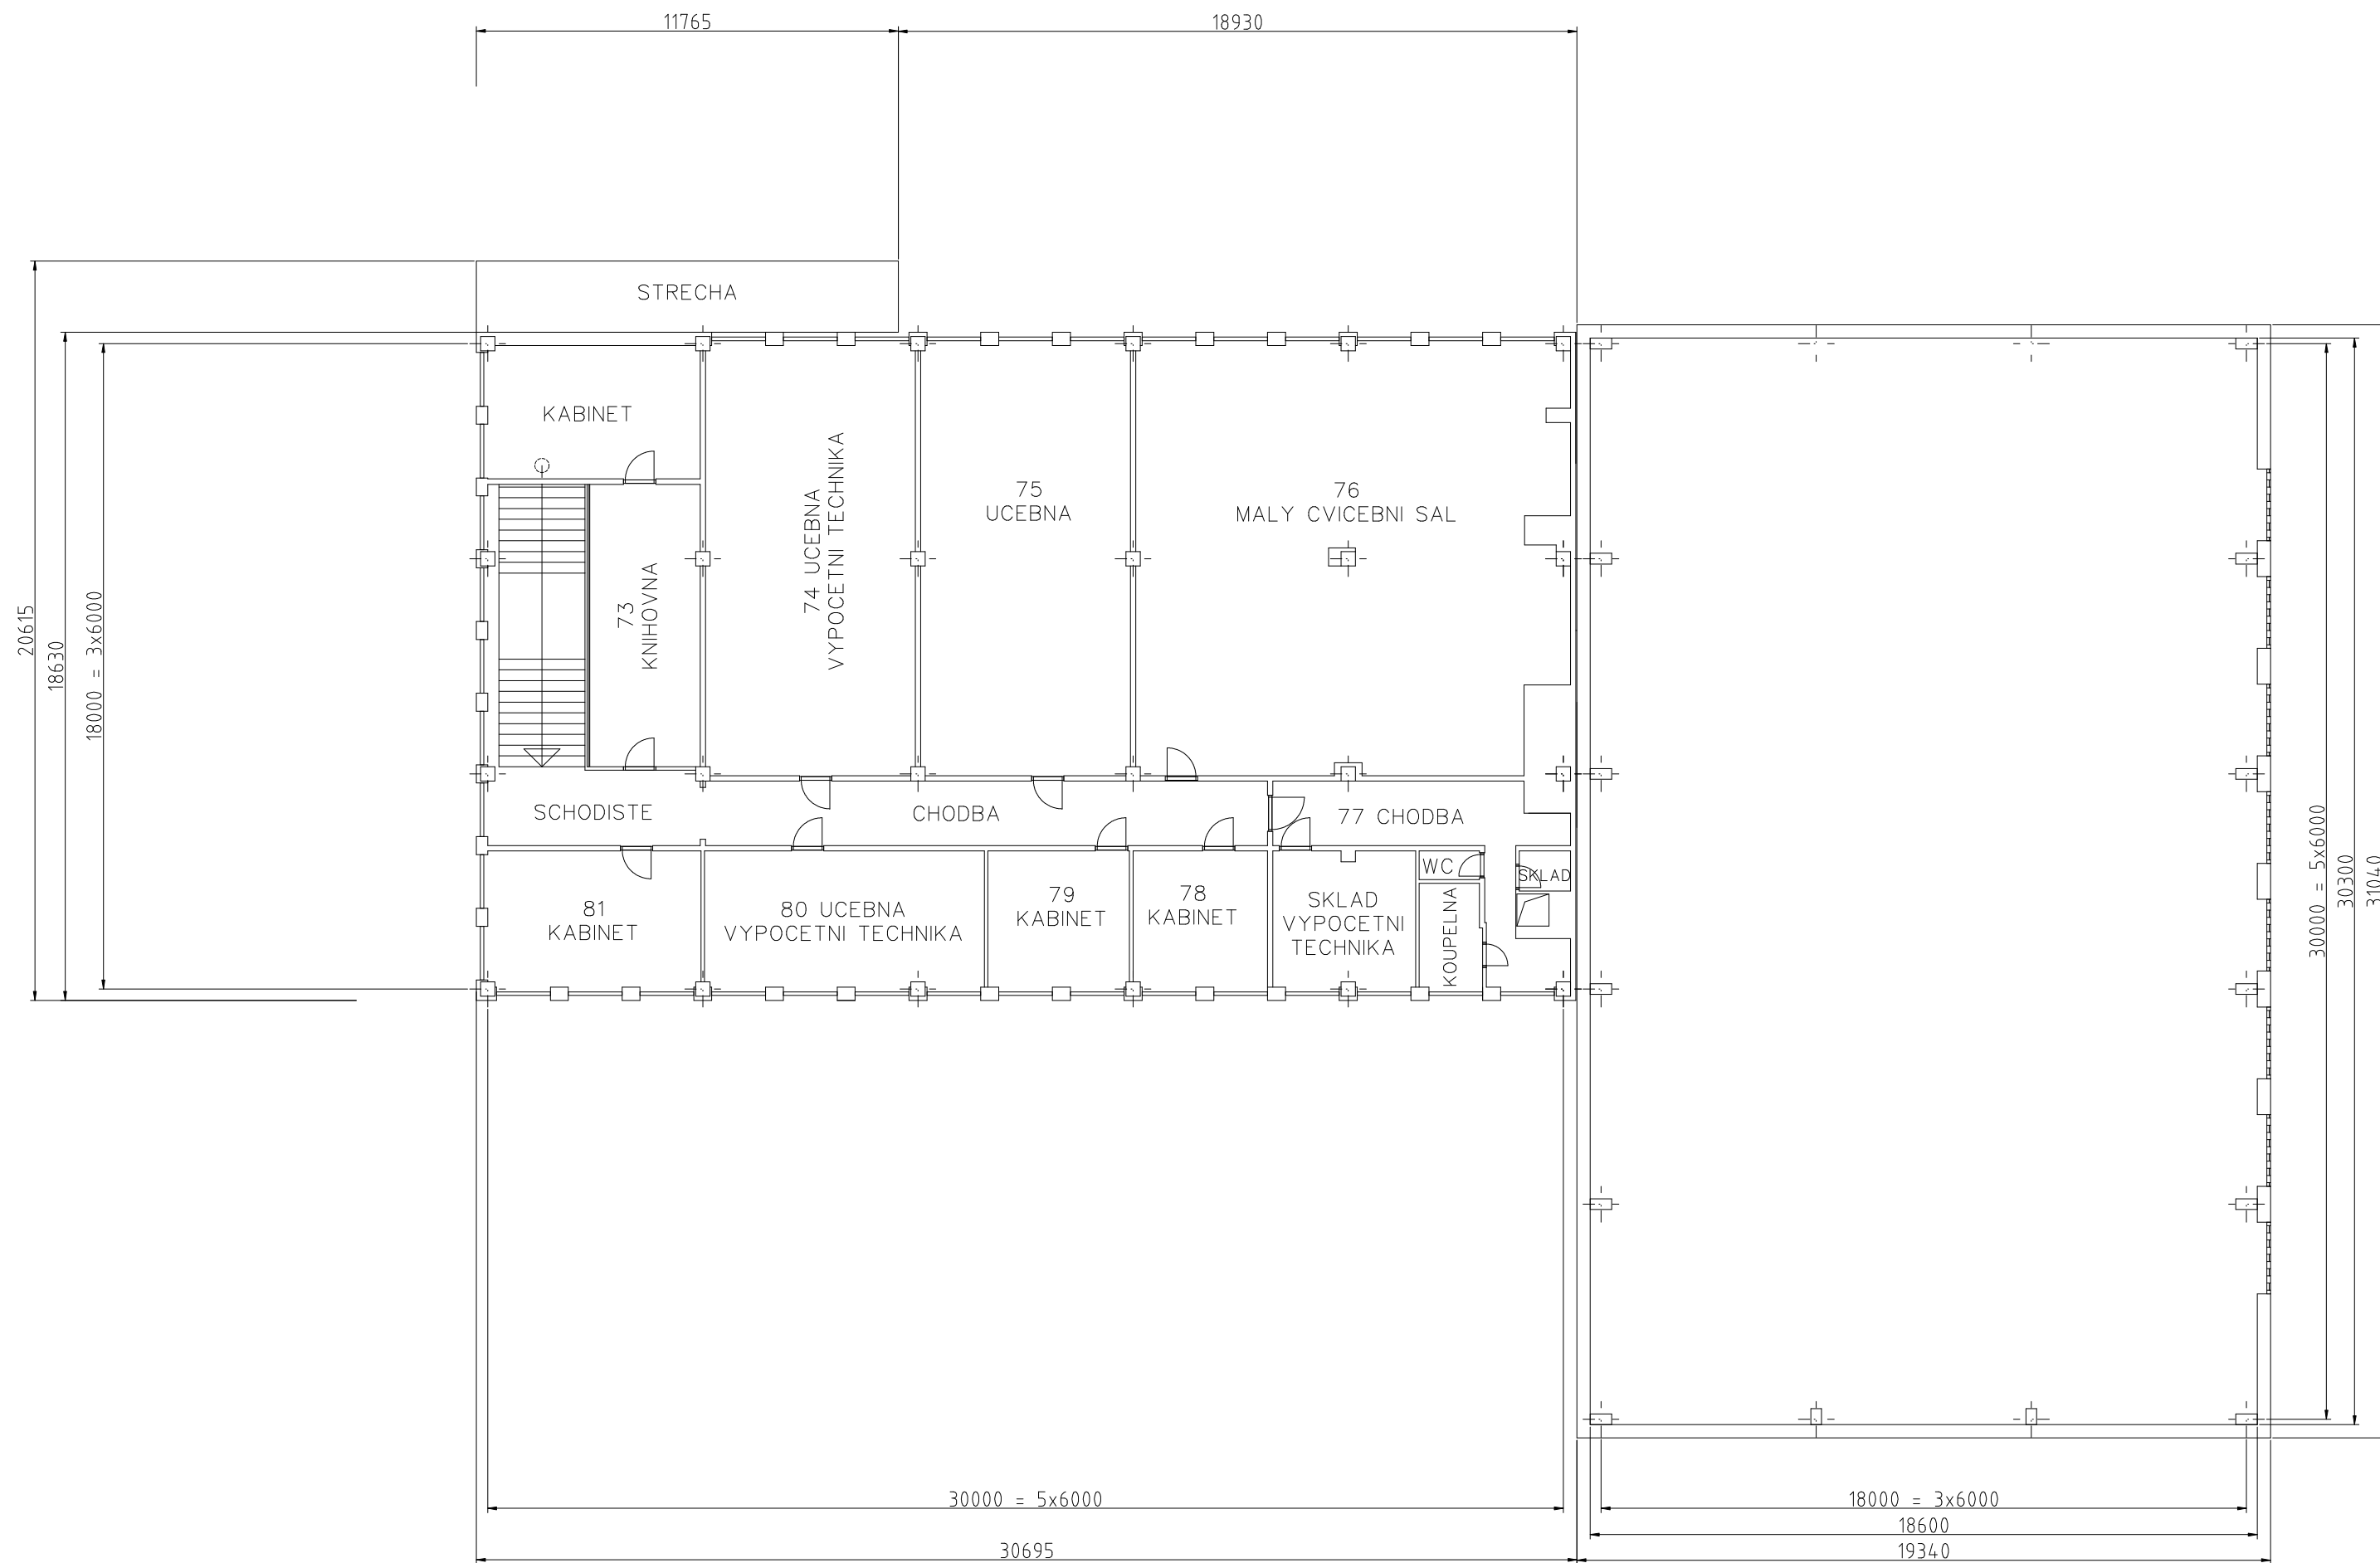 11765
18930
STRECHA
KABINET
74 UCEBNA
VYPOCETNI TECHNIKA
75
UCEBNA
76
MALY CVICEBNI SAL
73
KNIHOVNA
20615
18630
18000 = 3x6000
SCHODISTE
CHODBA
77 CHODBA
WC
SKLAD
81
KABINET
80 UCEBNA
VYPOCETNI TECHNIKA
79
KABINET
78
KABINET
SKLAD
VYPOCETNI
TECHNIKA
KOUPELNA
30000 = 5x6000
30300
31040
30000 = 5x6000
18000 = 3x6000
18600
30695
19340